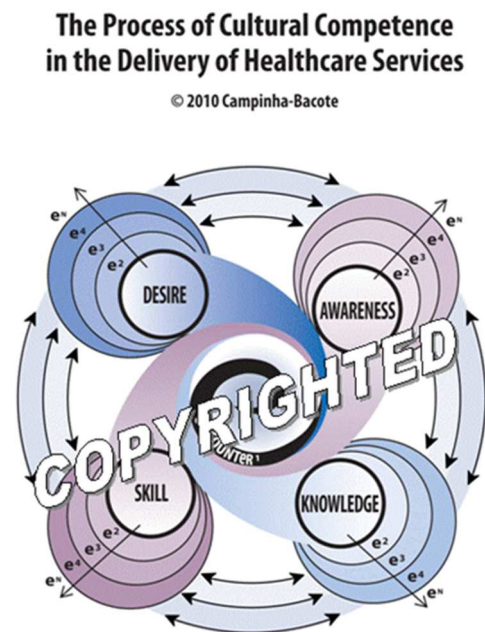 The Process of Cultural Competence
in the Delivery of Healthcare Services
© 2010 Campinha-Bacote
eᴺ
e⁴
e³
e²
DESIRE
eᴺ
e⁴
e³
e²
AWARENESS
COPYRIGHTED
SKILL
e²
e³
e⁴
eᴺ
KNOWLEDGE
e²
e³
e⁴
eᴺ